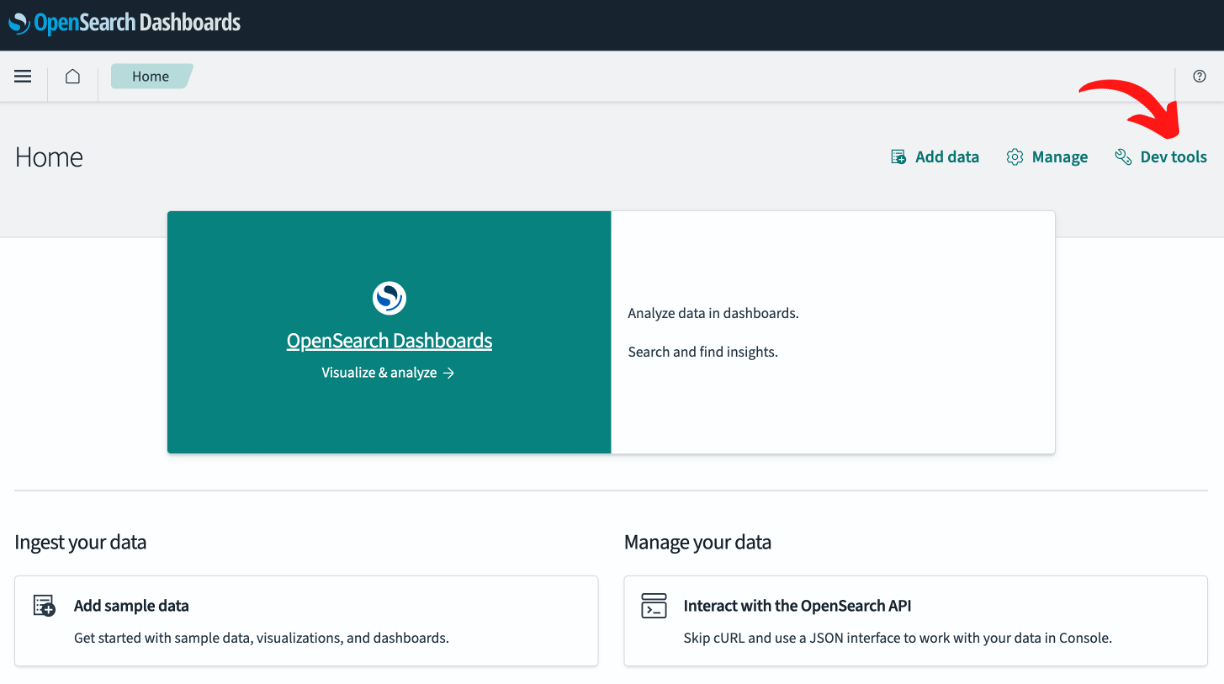 OpenSearch Dashboards
Home
Home
Add data
Manage
Dev tools
OpenSearch Dashboards
Visualize & analyze →
Analyze data in dashboards.
Search and find insights.
Ingest your data
Add sample data
Get started with sample data, visualizations, and dashboards.
Manage your data
Interact with the OpenSearch API
Skip cURL and use a JSON interface to work with your data in Console.